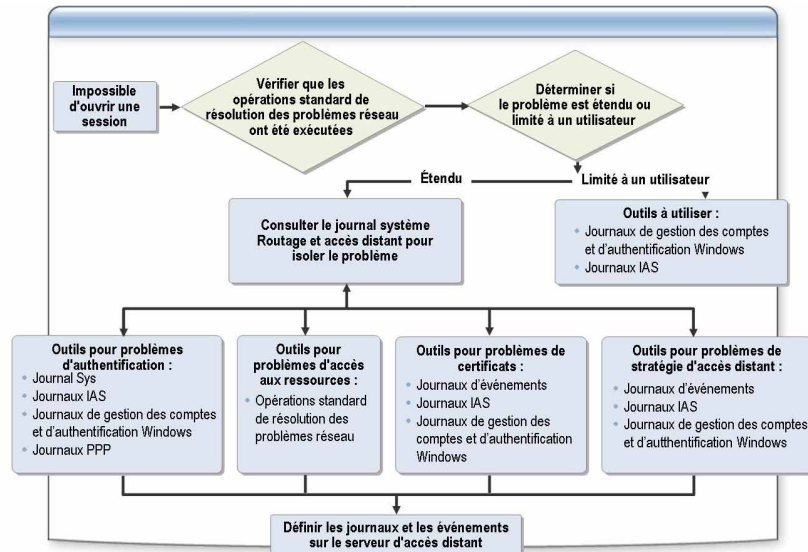 Impossible
d'ouvrir une
session
Vérifier que les
opérations standard de
résolution des problèmes réseau
ont été exécutées
Déterminer si
le problème est étendu ou
limité à un utilisateur
Étendu
Limité à un utilisateur
Consulter le journal système
Routage et accès distant pour
isoler le problème
Outils à utiliser :
• Journaux de gestion des comptes
et d'authentification Windows
• Journaux IAS
Outils pour problèmes
d'authentification :
• Journal Sys
• Journaux IAS
• Journaux de gestion des comptes
et d'authentification Windows
• Journaux PPP
Outils pour
problèmes d'accès
aux ressources :
• Opérations standard
de résolution des
problèmes réseau
Outils pour problèmes de
certificats :
• Journaux d'événements
• Journaux IAS
• Journaux de gestion des
comptes et d'authentification
Windows
Outils pour problèmes de
stratégie d'accès distant :
• Journaux d'événements
• Journaux IAS
• Journaux de gestion des comptes
et d'autthentification Windows
Définir les journaux et les événements
sur le serveur d'accès distant